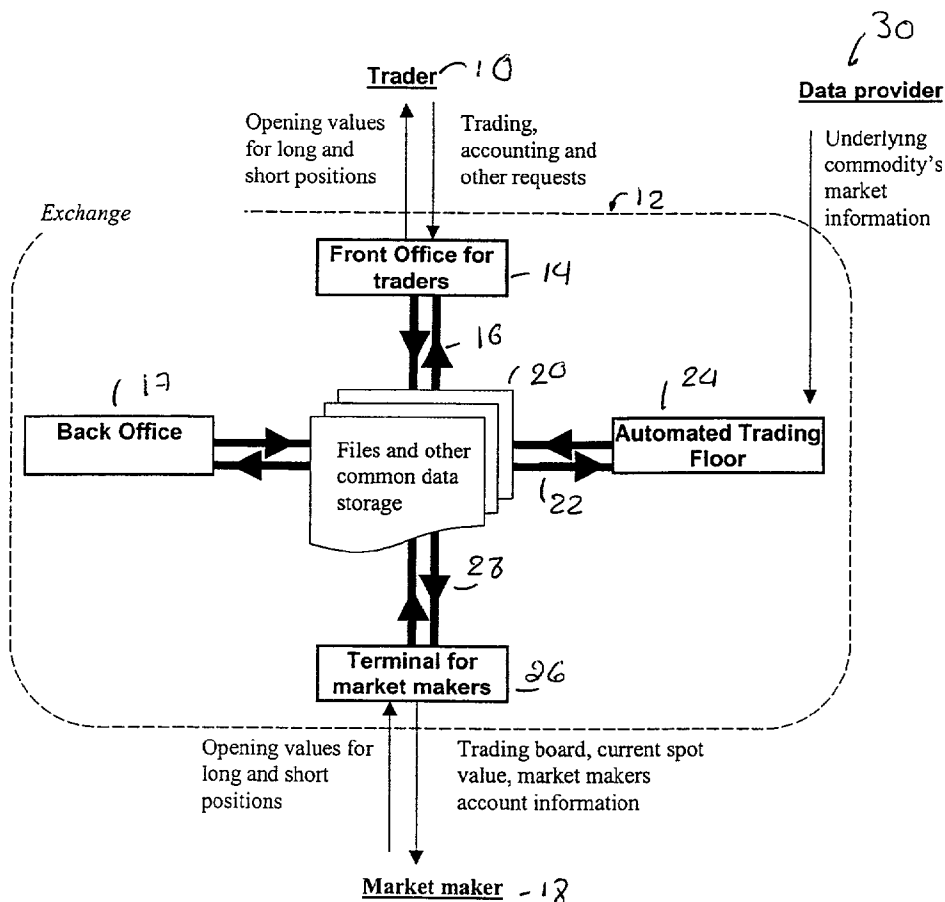 30
Trader 10
Data provider
Opening values
for long and
short positions
Trading,
accounting and
other requests
Underlying
commodity's
market
information
Exchange
12
Front Office for
traders
14
16
20
17
Back Office
24
Automated Trading
Floor
Files and other
common data
storage
22
28
Terminal for
market makers
26
Opening values for
long and short
positions
Trading board, current spot
value, market makers
account information
Market maker 18